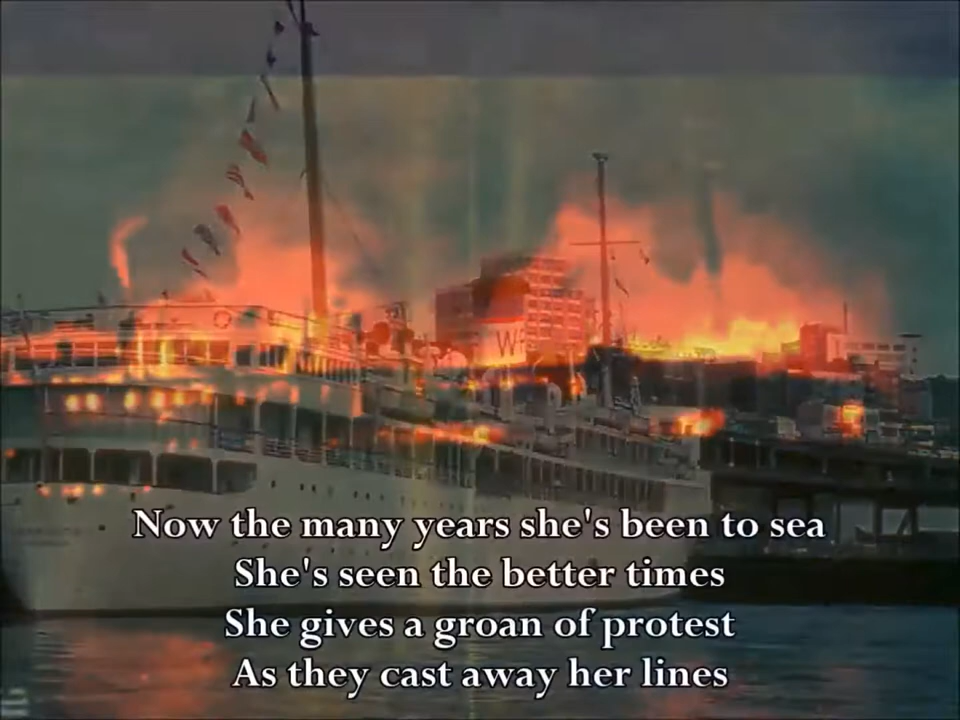 Now the many years she's been to sea
She's seen the better times
She gives a groan of protest
As they cast away her lines